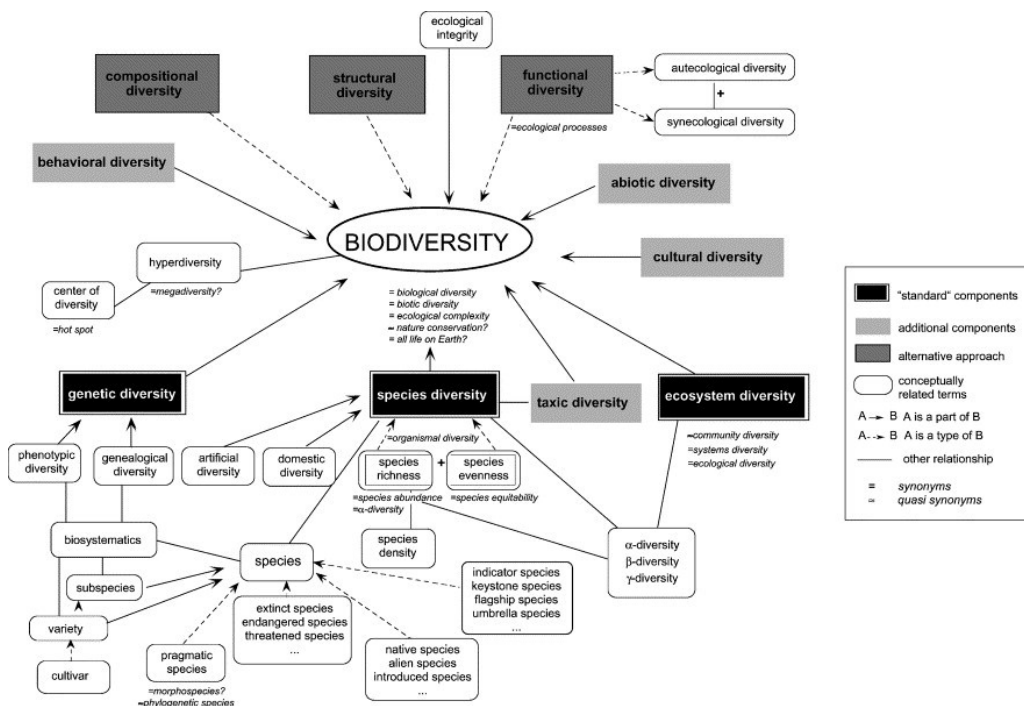 ecological
integrity
compositional
diversity
structural
diversity
functional
diversity
=ecological processes
autecological diversity
+
synecological diversity
behavioral diversity
abiotic diversity
BIODIVERSITY
cultural diversity
hyperdiversity
=megadiversity?
center of
diversity
=hot spot
= biological diversity
= biotic diversity
= ecological complexity
≃ nature conservation?
= all life on Earth?
"standard" components
additional components
alternative approach
conceptually
related terms
A → B A is a part of B
A --➤ B A is a type of B
other relationship
= synonyms
≃ quasi synonyms
genetic diversity
species diversity
taxic diversity
ecosystem diversity
≃community diversity
=systems diversity
=ecological diversity
phenotypic
diversity
genealogical
diversity
artificial
diversity
domestic
diversity
=organismal diversity
species
richness
+
species
evenness
=species abundance
=α-diversity
=species equitability
species
density
α-diversity
β-diversity
γ-diversity
biosystematics
species
subspecies
variety
cultivar
pragmatic
species
=morphospecies?
≃phylogenetic species
extinct species
endangered species
threatened species
...
indicator species
keystone species
flagship species
umbrella species
...
native species
alien species
introduced species
...